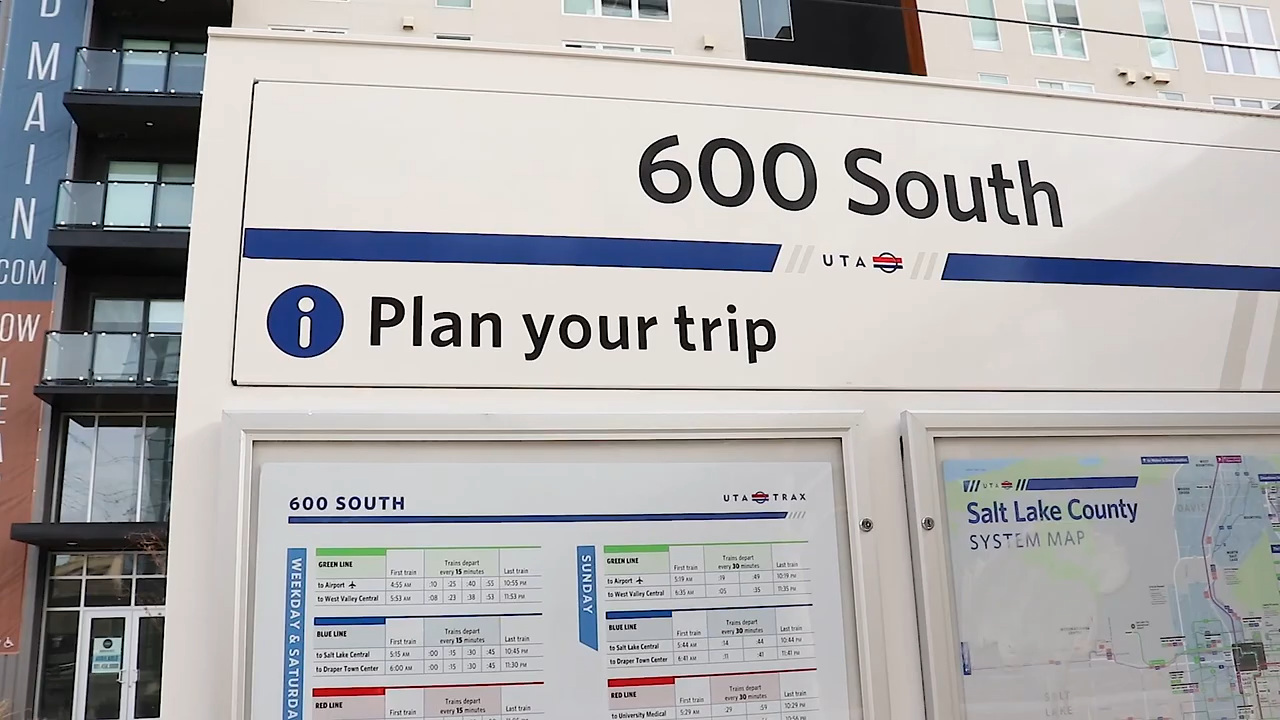 D
MAIN
COM
OW
L
E
A
600 South
UTA
Plan your trip
600 SOUTH
UTA TRAX
WEEKDAY & SATURDA
GREEN LINE
First train
Trains depart
every 15 minutes
Last train
to Airport 4:55 AM :10 :25 :40 :55 10:55 PM
to West Valley Central 5:53 AM :08 :23 :38 :53 11:53 PM
BLUE LINE
First train
Trains depart
every 15 minutes
Last train
to Salt Lake Central 5:15 AM :00 :15 :30 :45 10:45 PM
to Draper Town Center 6:00 AM :00 :15 :30 :45 11:30 PM
RED LINE
First train
Trains depart
every 15 minutes
Last train
SUNDAY
GREEN LINE
First train
Trains depart
every 30 minutes
Last train
to Airport 5:19 AM :19 :49 10:19 PM
to West Valley Central 6:35 AM :05 :35 11:35 PM
BLUE LINE
First train
Trains depart
every 30 minutes
Last train
to Salt Lake Central 5:44 AM :14 :44 10:44 PM
to Draper Town Center 6:41 AM :11 :41 11:41 PM
RED LINE
First train
Trains depart
every 30 minutes
Last train
to University Medical 5:29 AM :29 :59 10:29 PM
UTA
Salt Lake County
SYSTEM MAP
SALT
LAKE